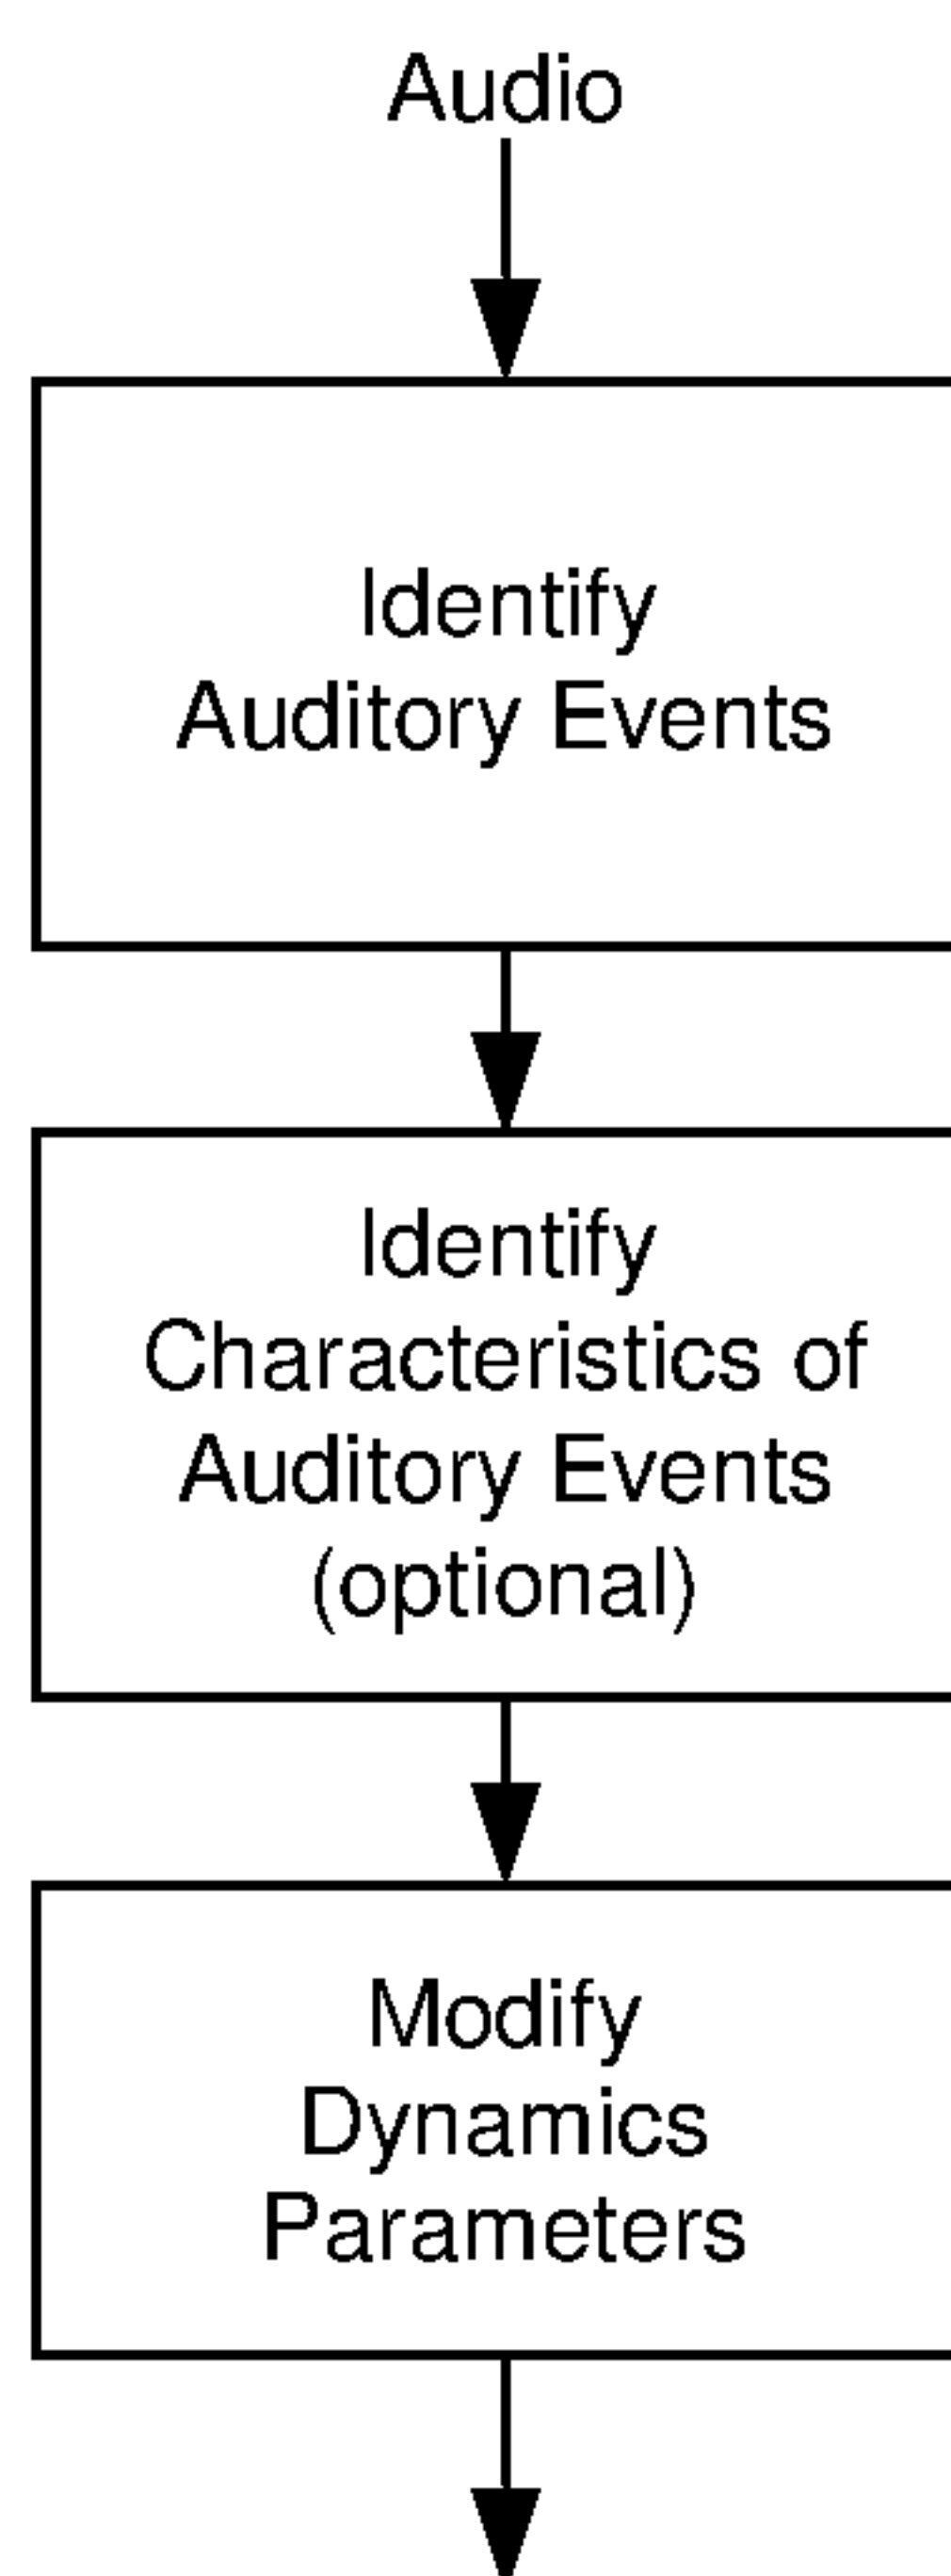 Audio
Identify
Auditory Events
Identify
Characteristics of
Auditory Events
(optional)
Modify
Dynamics
Parameters